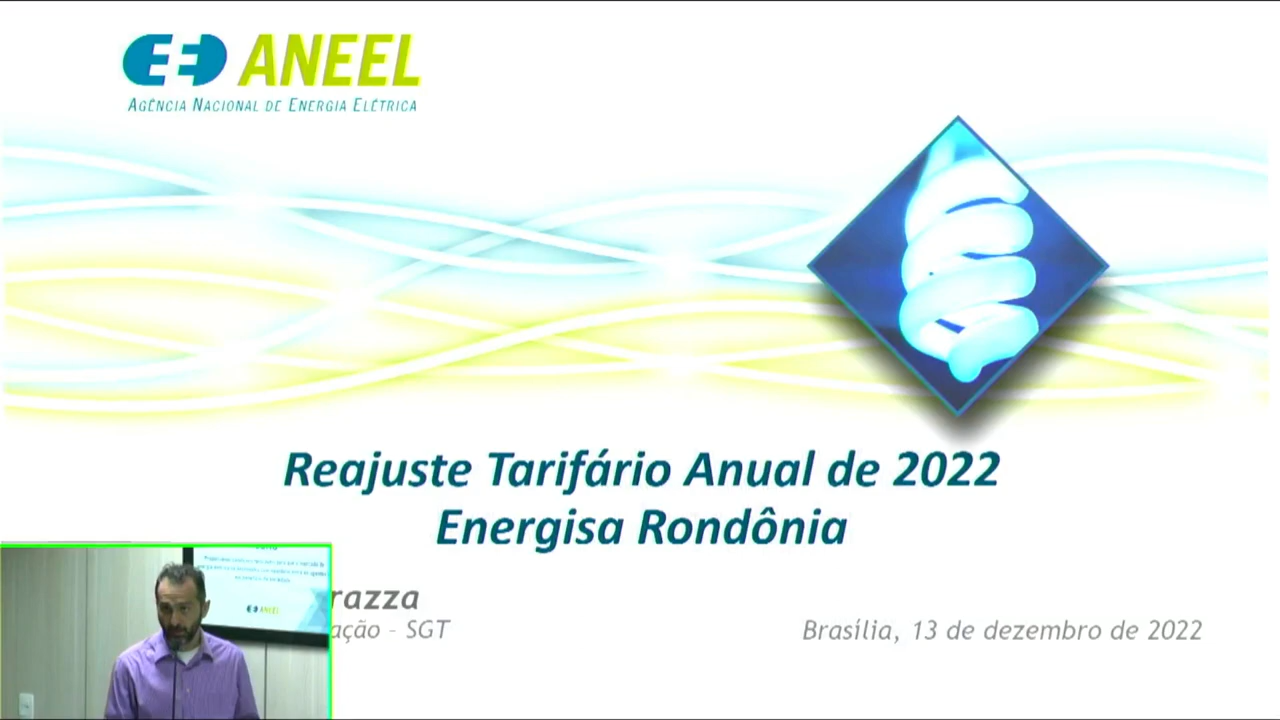 ANEEL
AGÊNCIA NACIONAL DE ENERGIA ELÉTRICA
Reajuste Tarifário Anual de 2022
Energisa Rondônia
razza
ação - SGT
Brasília, 13 de dezembro de 2022
ANEEL